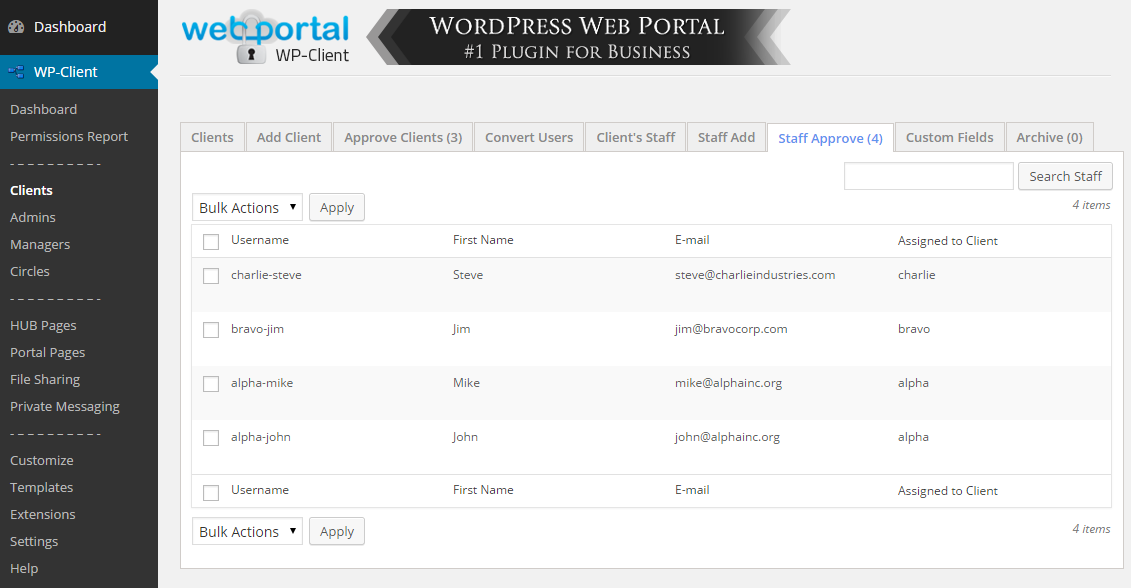 Dashboard
WP-Client
Dashboard
Permissions Report
- - - - - - - - - -
Clients
Admins
Managers
Circles
- - - - - - - - - -
HUB Pages
Portal Pages
File Sharing
Private Messaging
- - - - - - - - - -
Customize
Templates
Extensions
Settings
Help
web portal
WP-Client
WordPress Web Portal
#1 Plugin for Business
Clients Add Client Approve Clients (3) Convert Users Client's Staff Staff Add Staff Approve (4) Custom Fields Archive (0)
Search Staff
Bulk Actions Apply 4 items
Username First Name E-mail Assigned to Client
charlie-steve Steve steve@charlieindustries.com charlie
bravo-jim Jim jim@bravocorp.com bravo
alpha-mike Mike mike@alphainc.org alpha
alpha-john John john@alphainc.org alpha
Username First Name E-mail Assigned to Client
Bulk Actions Apply 4 items